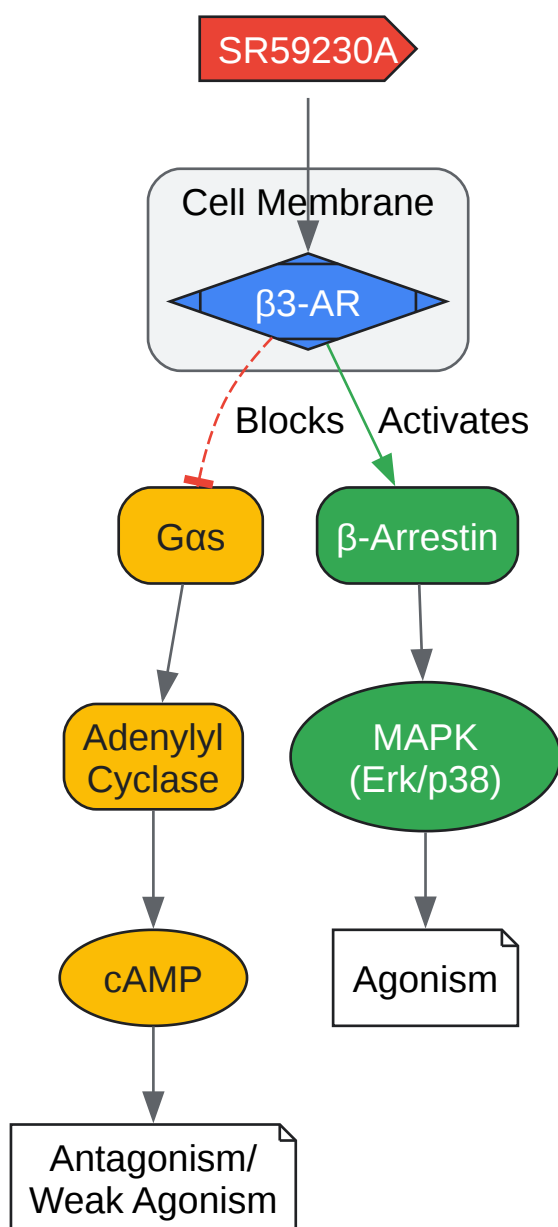 SR59230A
Cell Membrane
β3-AR
Blocks
Activates
Gαs
β-Arrestin
Adenylyl
Cyclase
MAPK
(Erk/p38)
cAMP
Agonism
Antagonism/
Weak Agonism